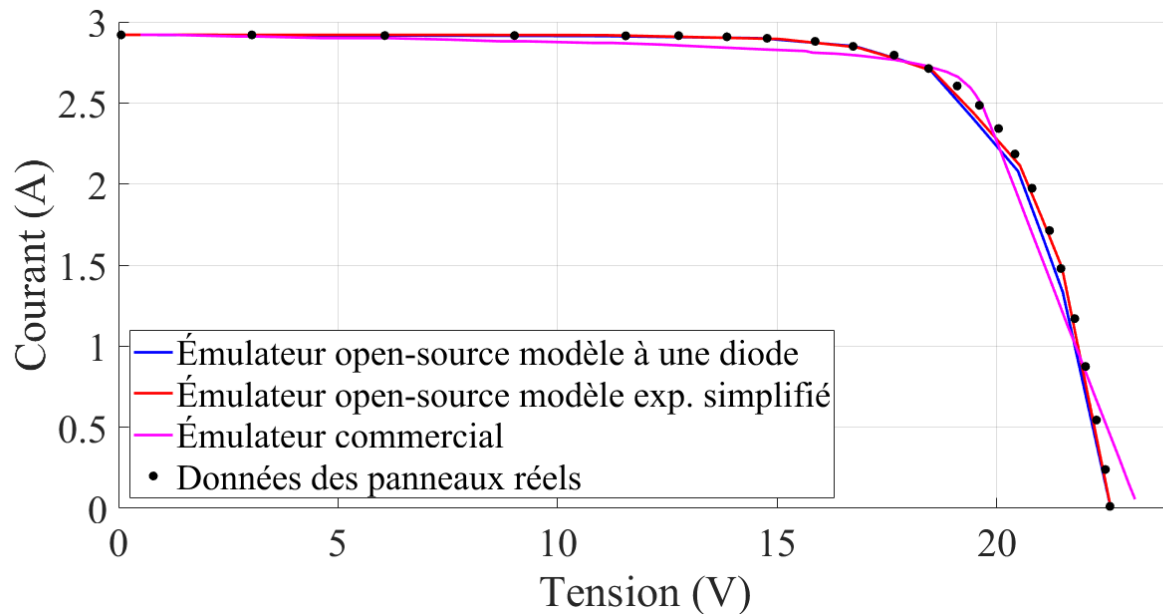 3
2.5
2
1.5
1
0.5
0
Courant (A)
Émulateur open-source modèle à une diode
Émulateur open-source modèle exp. simplifié
Émulateur commercial
Données des panneaux réels
0 5 10 15 20
Tension (V)